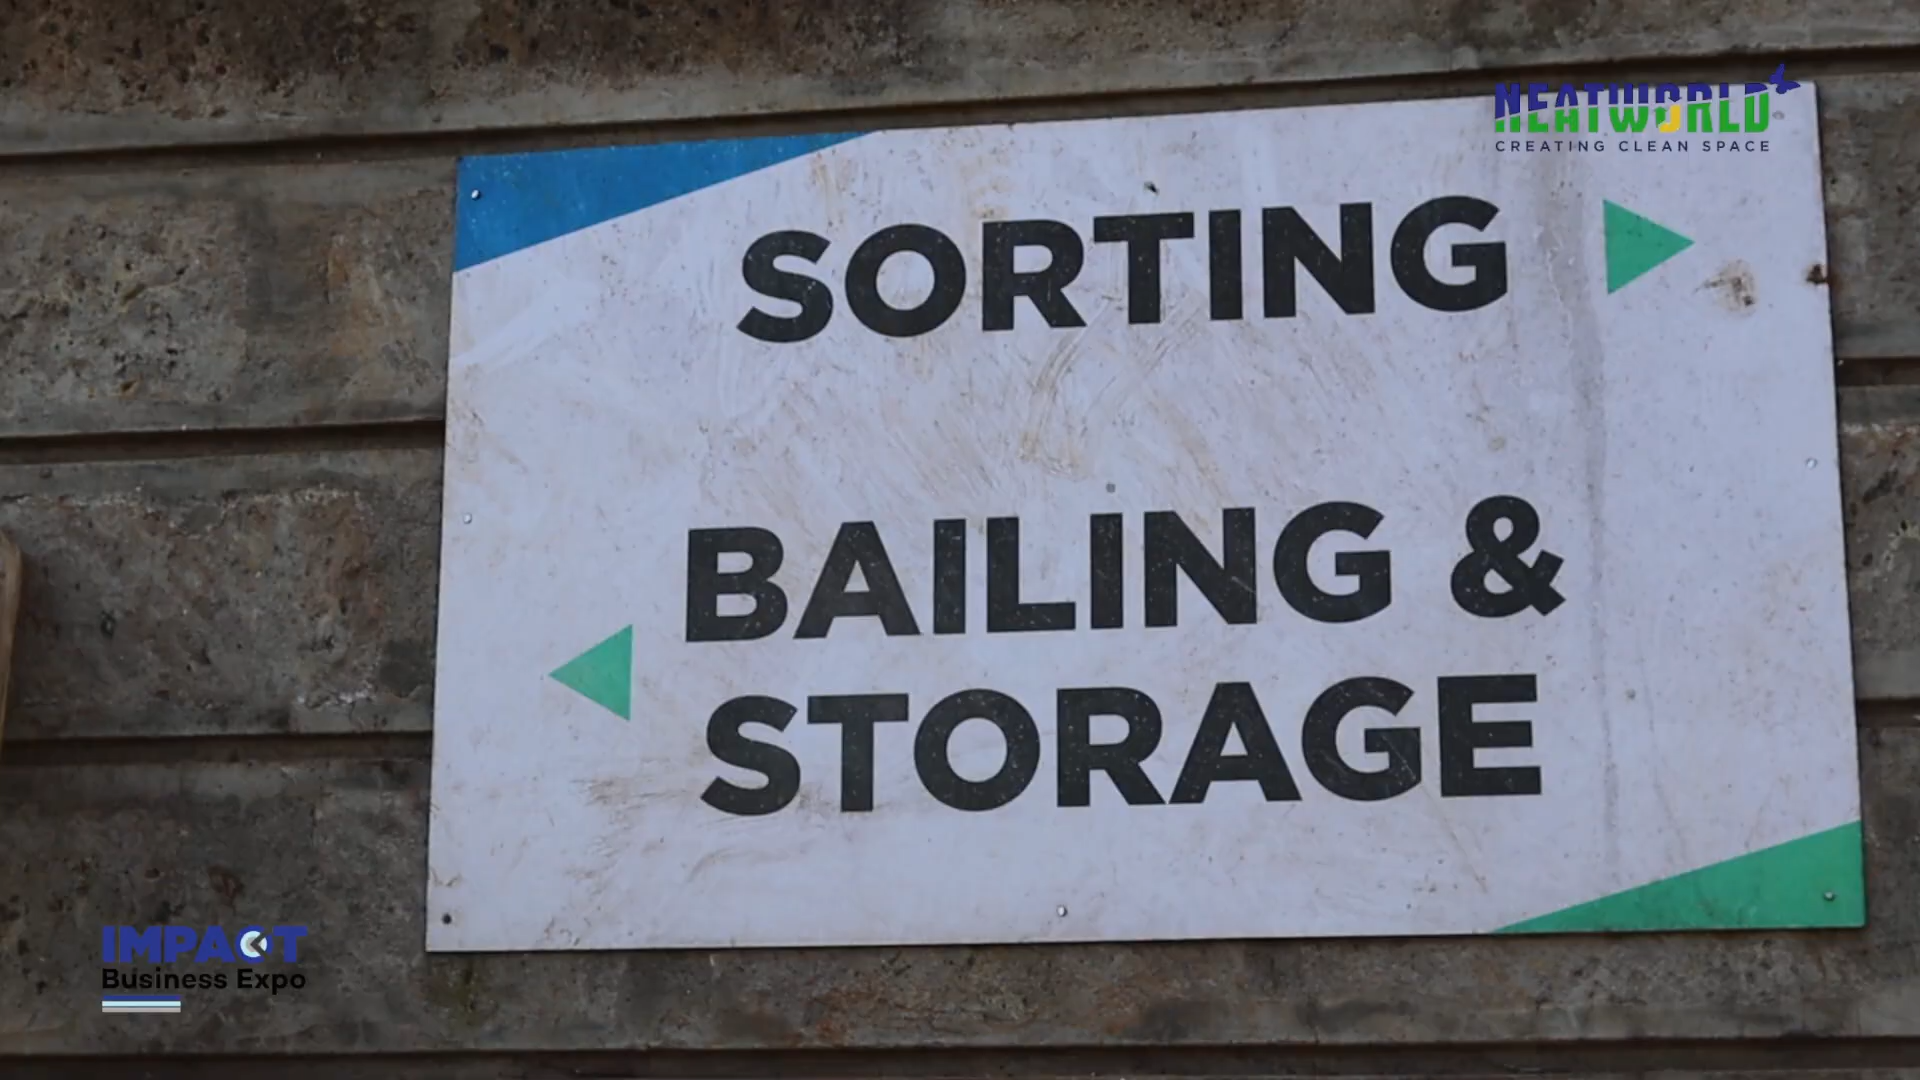 NEATWORLD
CREATING CLEAN SPACE
SORTING
BAILING &
STORAGE
IMPACT
Business Expo